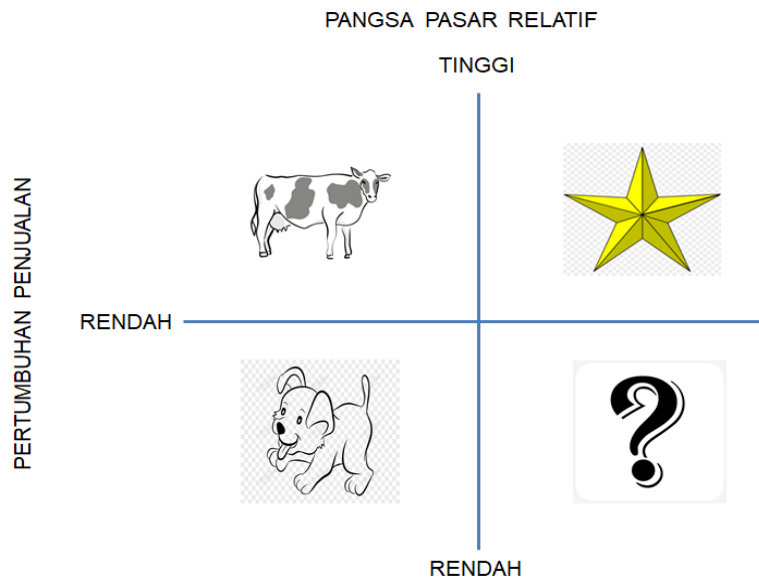 PANGSA PASAR RELATIF
TINGGI
PERTUMBUHAN PENJUALAN
RENDAH
?
RENDAH